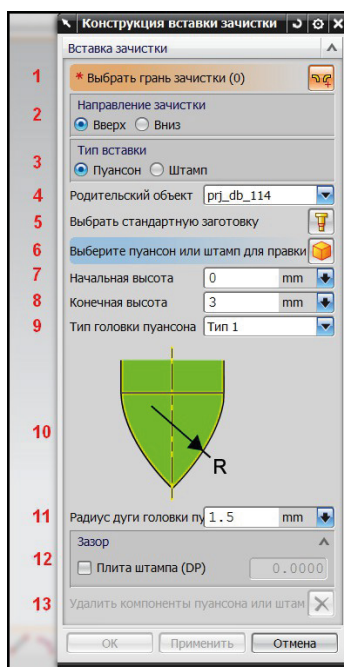 Конструкция вставки зачистки
Вставка зачистки
1 * Выбрать грань зачистки (0)
2 Направление зачистки
Вверх Вниз
3 Тип вставки
Пуансон Штамп
4 Родительский объект prj_db_114
5 Выбрать стандартную заготовку
6 Выберите пуансон или штамп для правки
7 Начальная высота 0 mm
8 Конечная высота 3 mm
9 Тип головки пуансона Тип 1
10 R
11 Радиус дуги головки пу 1.5 mm
Зазор
12 Плита штампа (DP) 0.0000
13 Удалить компоненты пуансона или штам
ОК Применить Отмена